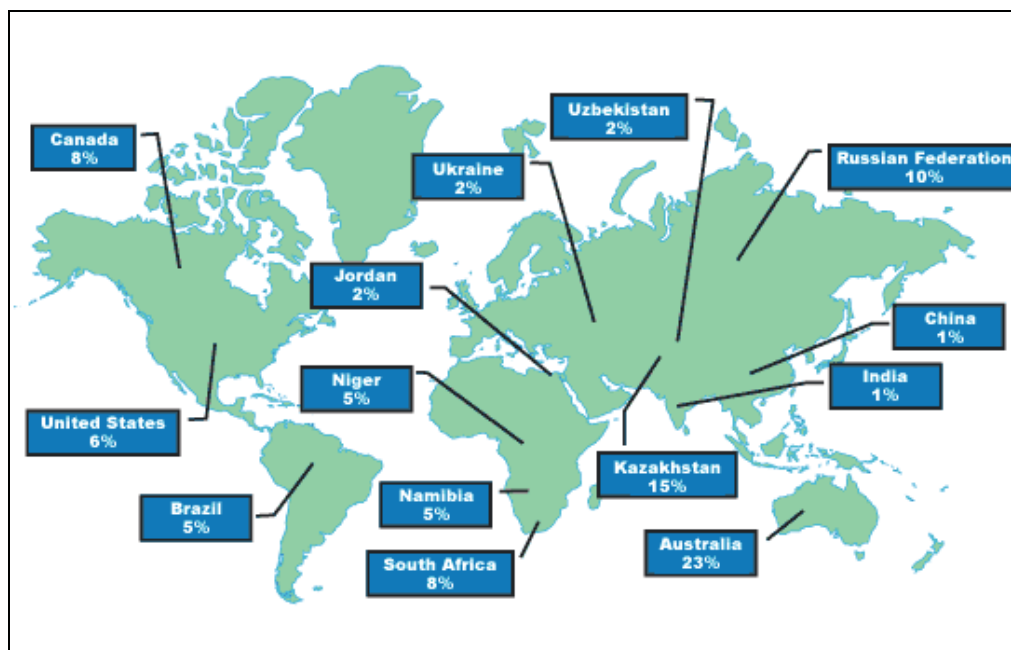 Uzbekistan
2%
Canada
8%
Ukraine
2%
Russian Federation
10%
Jordan
2%
China
1%
Niger
5%
India
1%
United States
6%
Kazakhstan
15%
Brazil
5%
Namibia
5%
Australia
23%
South Africa
8%